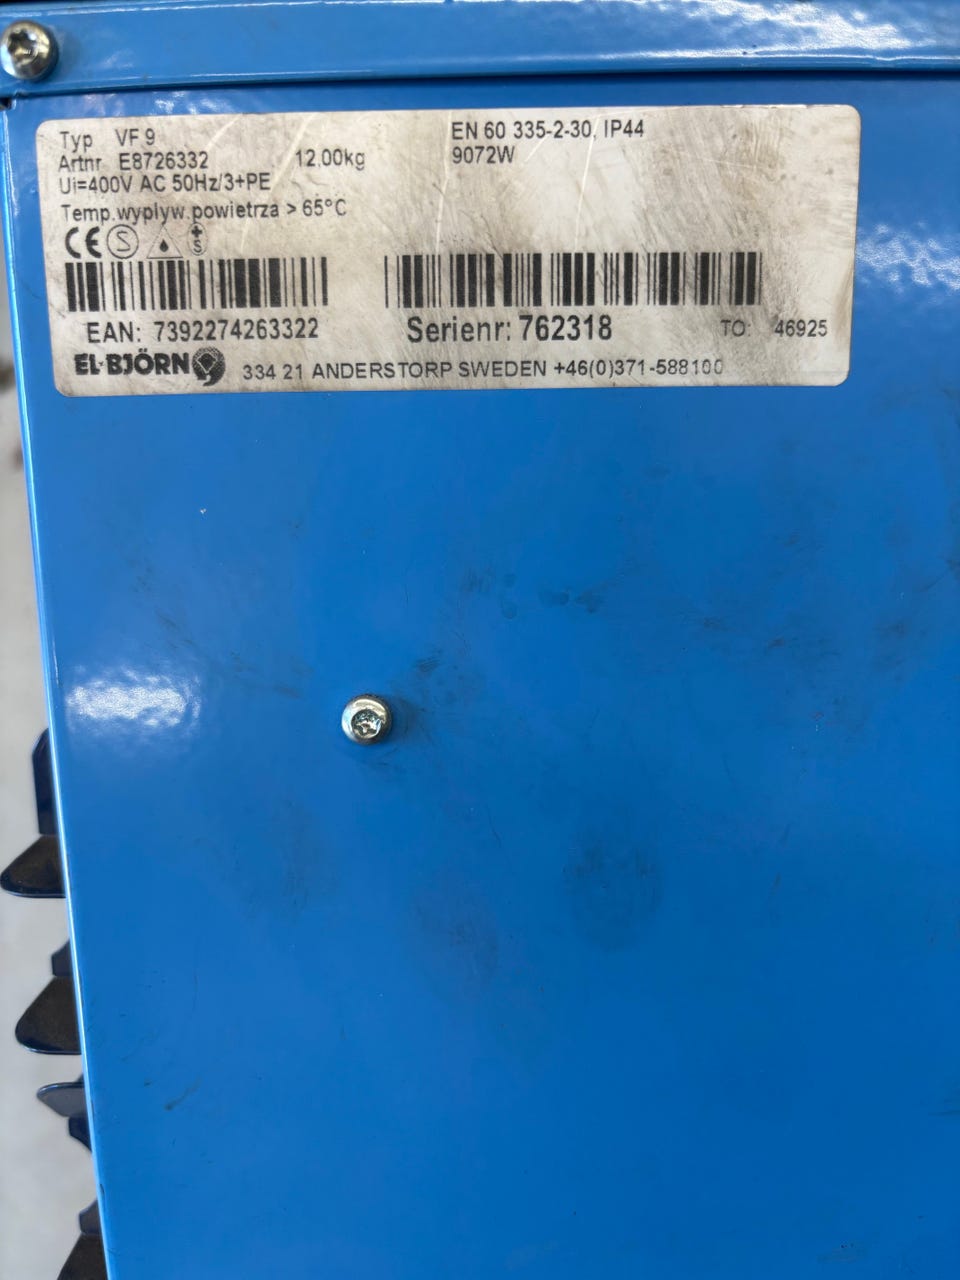 Typ VF 9
EN 60 335-2-30, IP44
Artnr E8726332 12.00kg
9072W
Ui=400V AC 50Hz/3+PE
Temp.wypływ.powietrza > 65°C
CE S +S
EAN: 7392274263322
Serienr: 762318
TO: 46925
EL-BJÖRN
334 21 ANDERSTORP SWEDEN +46(0)371-588100